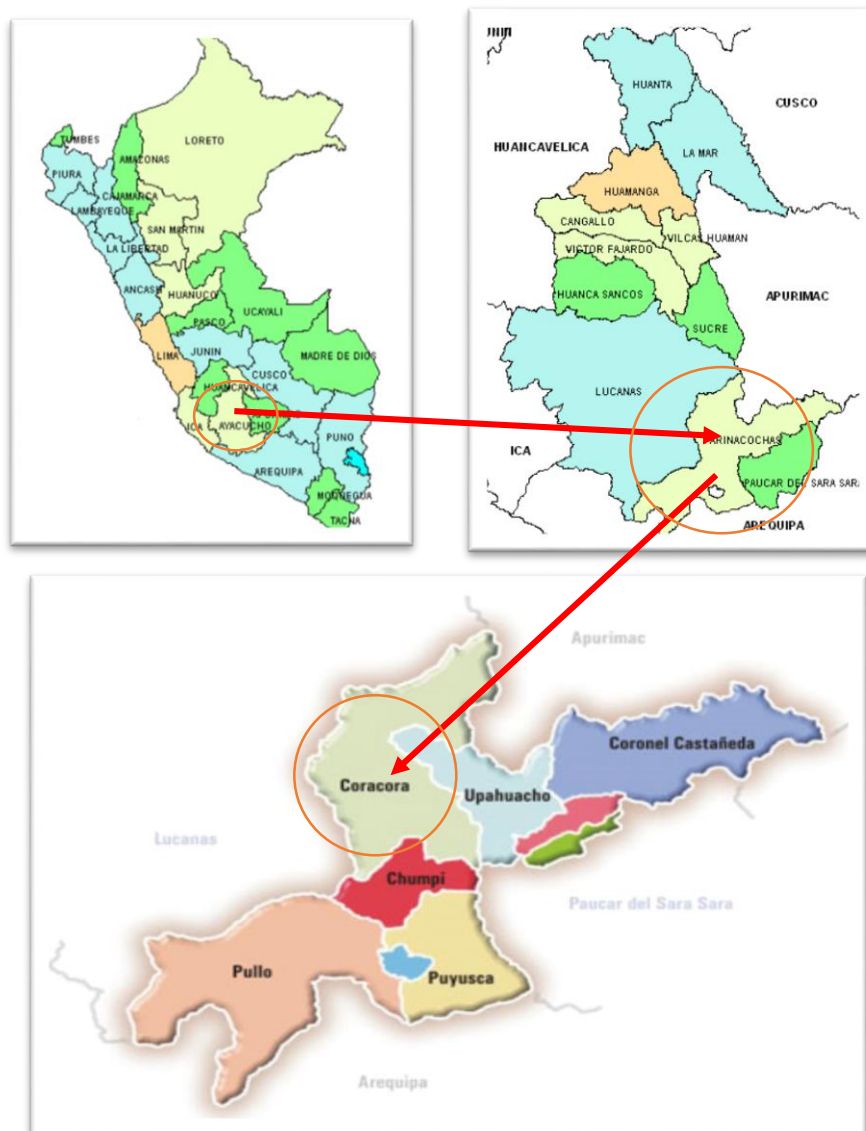 LORETO
TUMBES
AMAZONAS
PIURA
CAJAMARCA
LAMBAYEQUE
SAN MARTIN
LA LIBERTAD
ANCASH
HUANUCO
UCAYALI
PASCO
LIMA
JUNIN
MADRE DE DIOS
CUSCO
HUANCAVELICA
ICA
AYACUCHO
PUNO
AREQUIPA
MOQUEGUA
TACNA
HUANTA
CUSCO
HUANCAVELICA
LA MAR
HUAMANGA
CANGALLO
VILCAS HUAMAN
VICTOR FAJARDO
HUANCA SANCOS
APURIMAC
SUCRE
LUCANAS
ICA
ARINACOCHAS
PAUCAR DEL SARA SARA
AREQUIPA
Apurimac
Coronel Castañeda
Coracora
Upahuacho
Lucanas
Chumpi
Paucar del Sara Sara
Pullo
Puyusca
Arequipa